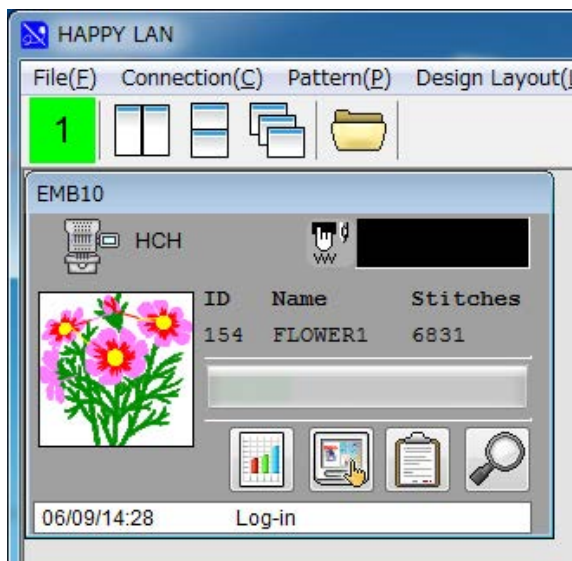 HAPPY LAN
File(F) Connection(C) Pattern(P) Design Layout(
1
EMB10
HCH
ID Name Stitches
154 FLOWER1 6831
06/09/14:28 Log-in